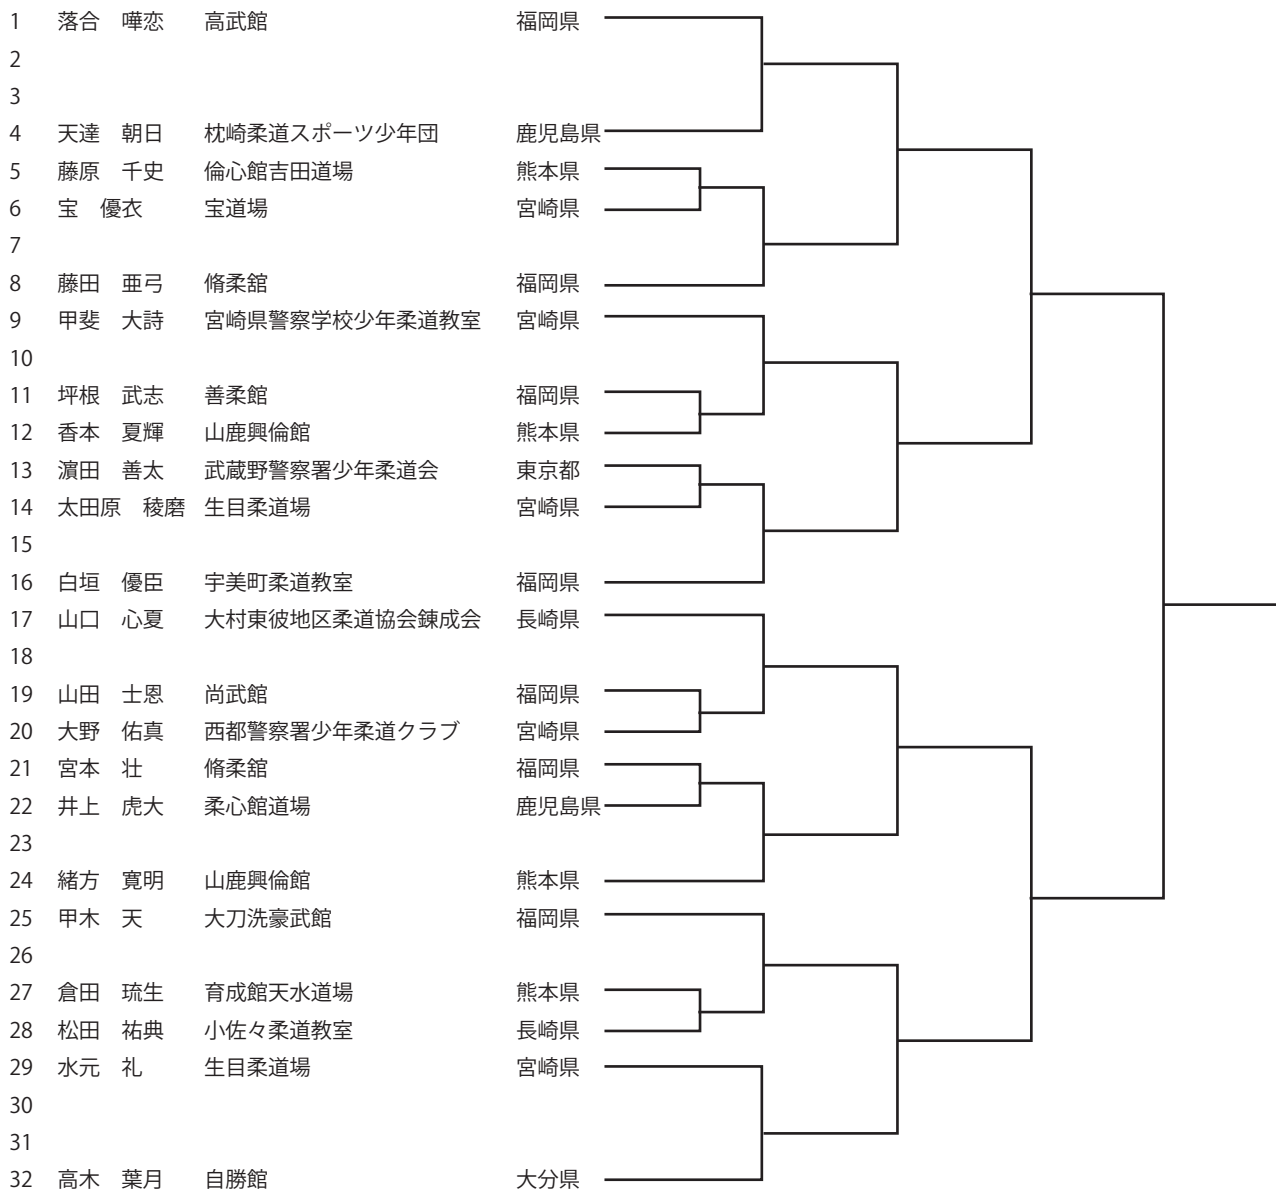 1 落合　嘩恋 高武館 福岡県
2
3
4 天達　朝日 枕崎柔道スポーツ少年団 鹿児島県
5 藤原　千史 倫心館吉田道場 熊本県
6 宝　優衣 宝道場 宮崎県
7
8 藤田　亜弓 脩柔舘 福岡県
9 甲斐　大詩 宮崎県警察学校少年柔道教室 宮崎県
10
11 坪根　武志 善柔館 福岡県
12 香本　夏輝 山鹿興倫館 熊本県
13 濵田　善太 武蔵野警察署少年柔道会 東京都
14 太田原　稜磨 生目柔道場 宮崎県
15
16 白垣　優臣 宇美町柔道教室 福岡県
17 山口　心夏 大村東彼地区柔道協会錬成会 長崎県
18
19 山田　士恩 尚武館 福岡県
20 大野　佑真 西都警察署少年柔道クラブ 宮崎県
21 宮本　壮 脩柔舘 福岡県
22 井上　虎大 柔心館道場 鹿児島県
23
24 緒方　寛明 山鹿興倫館 熊本県
25 甲木　天 大刀洗豪武館 福岡県
26
27 倉田　琉生 育成館天水道場 熊本県
28 松田　祐典 小佐々柔道教室 長崎県
29 水元　礼 生目柔道場 宮崎県
30
31
32 高木　葉月 自勝館 大分県